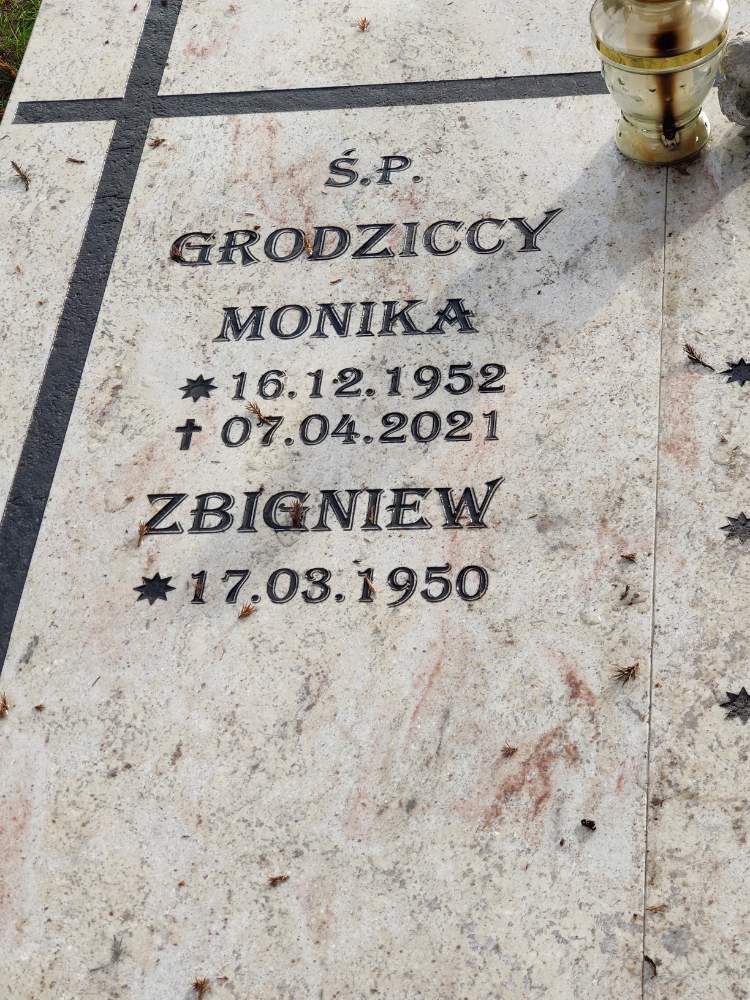 Ś.P.
GRODZICCY
MONIKA
* 16.12.1952
✝ 07.04.2021
ZBIGNIEW
* 17.03.1950